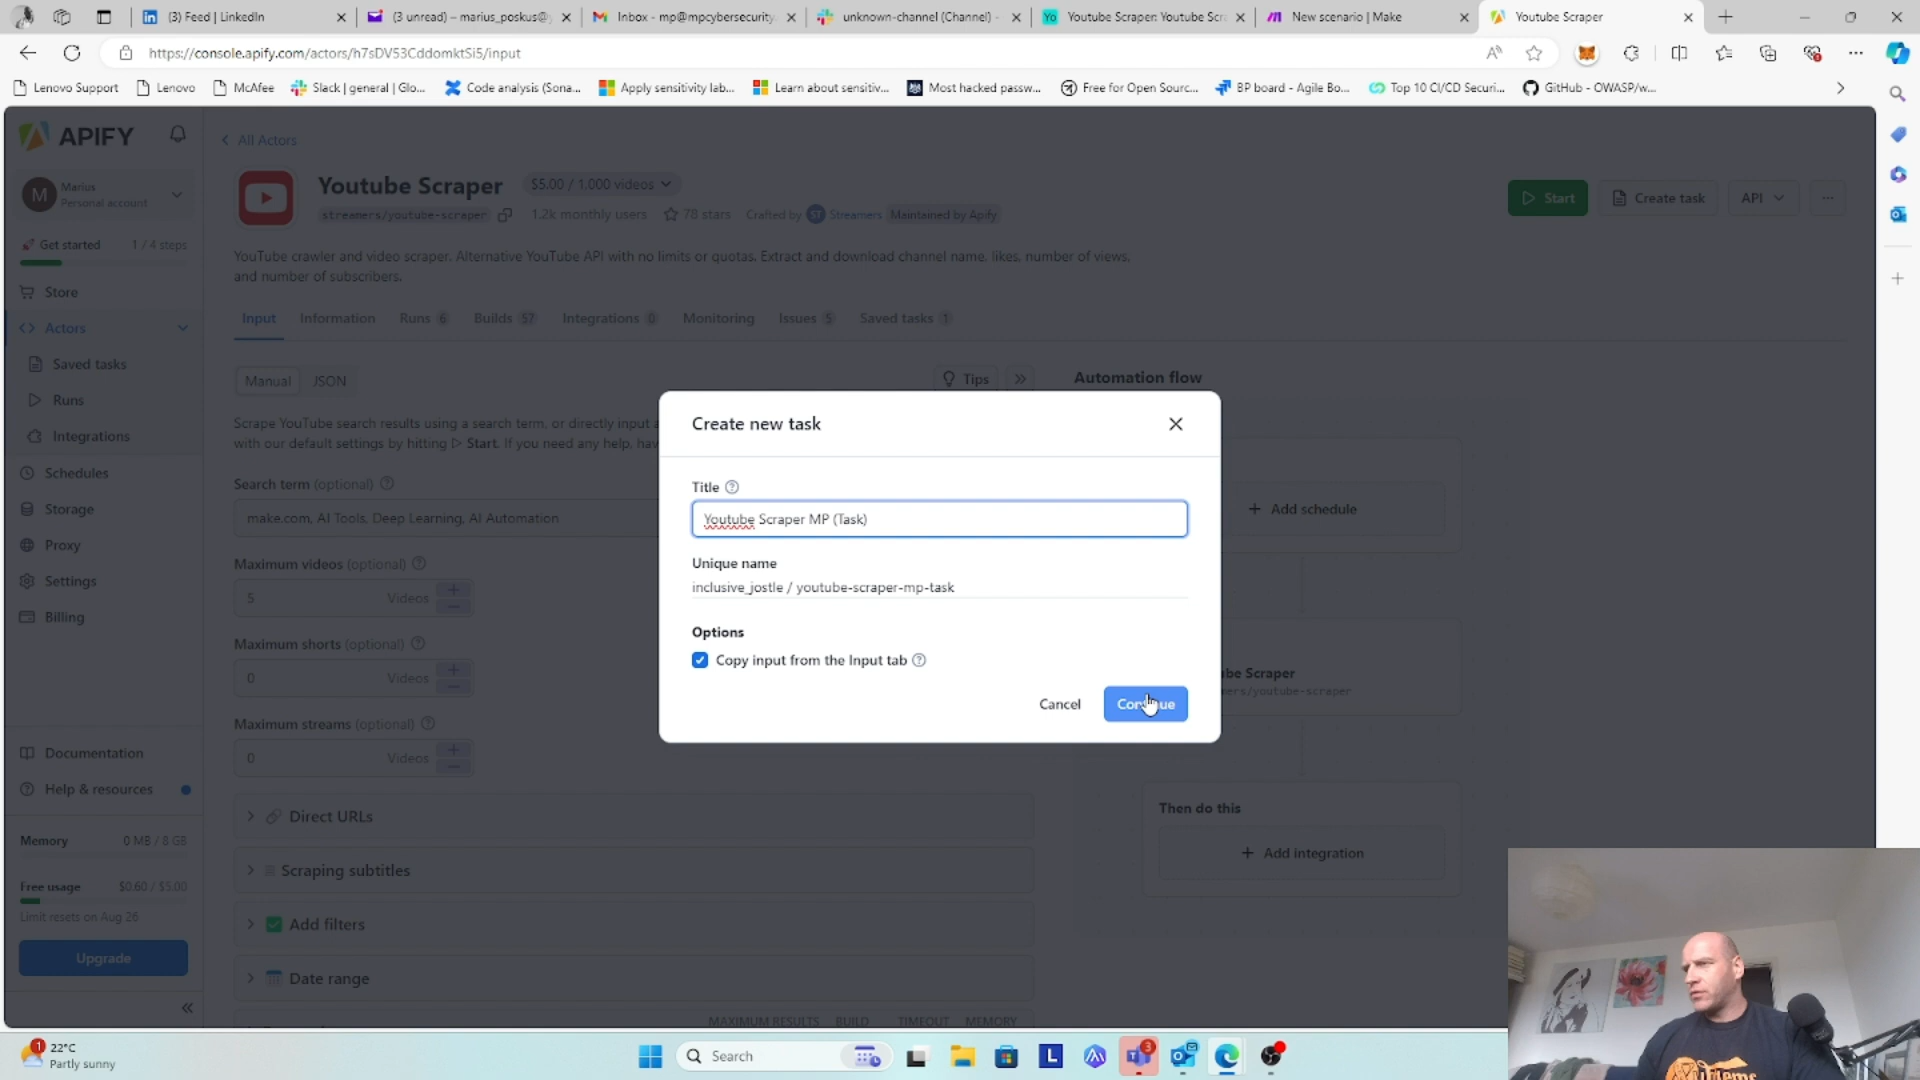 (3) Feed | LinkedIn
(3 unread) – marius_poskus@
Inbox - mp@mpcybersecurity.
unknown-channel (Channel) -
Youtube Scraper: Youtube Scr
New scenario | Make
Youtube Scraper
https://console.apify.com/actors/h7sDV53CddomktSi5/input
Lenovo Support
Lenovo
McAfee
Slack | general | Glo...
Code analysis (Sona...
Apply sensitivity lab...
Learn about sensitiv...
Most hacked passw...
Free for Open Sourc...
BP board - Agile Bo...
Top 10 CI/CD Securi...
GitHub - OWASP/w...
APIFY
All Actors
M
Marius
Personal account
Youtube Scraper
$5.00 / 1,000 videos
streamers/youtube-scraper
1.2k monthly users
78 stars
Crafted by
ST
Streamers
Maintained by Apify
Start
Create task
API
Get started
1 / 4 steps
YouTube crawler and video scraper. Alternative YouTube API with no limits or quotas. Extract and download channel name, likes, number of views,
and number of subscribers.
Store
Actors
Saved tasks
Runs
Integrations
Schedules
Storage
Proxy
Settings
Billing
Input
Information
Runs 6
Builds 57
Integrations 0
Monitoring
Issues 5
Saved tasks 1
Manual
JSON
Tips
Automation flow
Scrape YouTube search results using a search term, or directly input a
with our default settings by hitting ▷ Start. If you need any help, hav
Search term (optional)
make.com, AI Tools, Deep Learning, AI Automation
Maximum videos (optional)
5
Videos
Maximum shorts (optional)
0
Videos
Maximum streams (optional)
0
Videos
Direct URLs
Scraping subtitles
Add filters
Date range
MAXIMUM RESULTS
BUILD
TIMEOUT
MEMORY
Create new task
Title
Youtube Scraper MP (Task)
Unique name
inclusive_jostle / youtube-scraper-mp-task
Options
Copy input from the Input tab
Cancel
Continue
Add schedule
be Scraper
ers/youtube-scraper
Then do this
Add integration
Documentation
Help & resources
Memory
0 MB / 8 GB
Free usage
$0.60 / $5.00
Limit resets on Aug 26
Upgrade
1
22°C
Partly sunny
Search
L
3